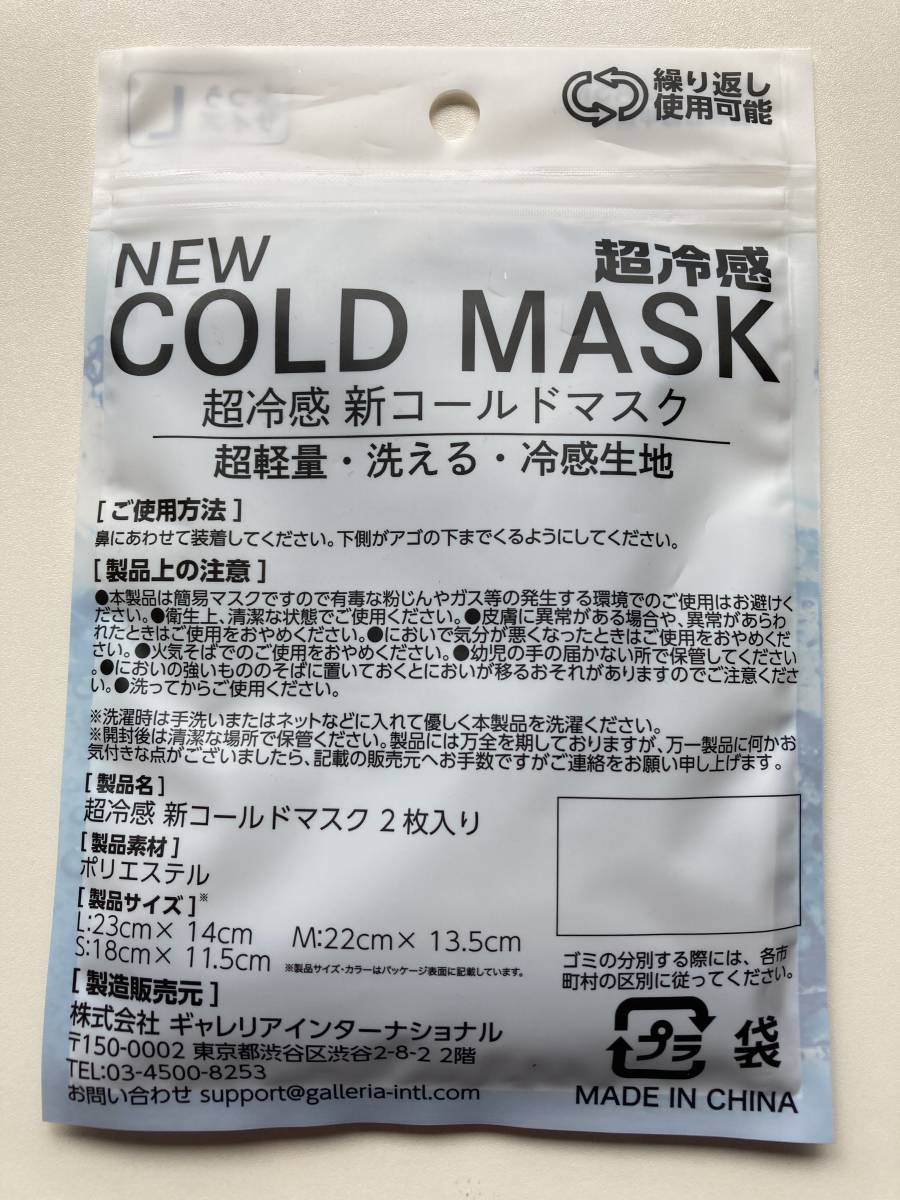 繰り返し
使用可能
サイズ L
NEW
超冷感
COLD MASK
超冷感 新コールドマスク
超軽量・洗える・冷感生地
[ ご使用方法 ]
鼻にあわせて装着してください。下側がアゴの下までくるようにしてください。
[ 製品上の注意 ]
●本製品は簡易マスクですので有毒な粉じんやガス等の発生する環境でのご使用はお避けく
ださい。●衛生上、清潔な状態でご使用ください。●皮膚に異常がある場合や、異常があらわ
れたときはご使用をおやめください。●においで気分が悪くなったときはご使用をおやめくだ
さい。●火気そばでのご使用をおやめください。●幼児の手の届かない所で保管してください
。●においの強いもののそばに置いておくとにおいが移るおそれがありますのでご注意くださ
い。●洗ってからご使用ください。
※洗濯時は手洗いまたはネットなどに入れて優しく本製品を洗濯ください。
※開封後は清潔な場所で保管ください。製品には万全を期しておりますが、万一製品に何かお
気付きな点がございましたら、記載の販売元へお手数ですがご連絡をお願い申し上げます。
[ 製品名 ]
超冷感 新コールドマスク 2枚入り
[ 製品素材 ]
ポリエステル
[ 製品サイズ ]※
L:23cm× 14cm M:22cm× 13.5cm
S:18cm× 11.5cm ※製品サイズ・カラーはパッケージ表面に記載しています。
[ 製造販売元 ]
株式会社 ギャレリアインターナショナル
〒150-0002 東京都渋谷区渋谷2-8-2 2階
TEL:03-4500-8253
お問い合わせ support@galleria-intl.com
ゴミの分別する際には、各市
町村の区別に従ってください。
プラ 袋
MADE IN CHINA